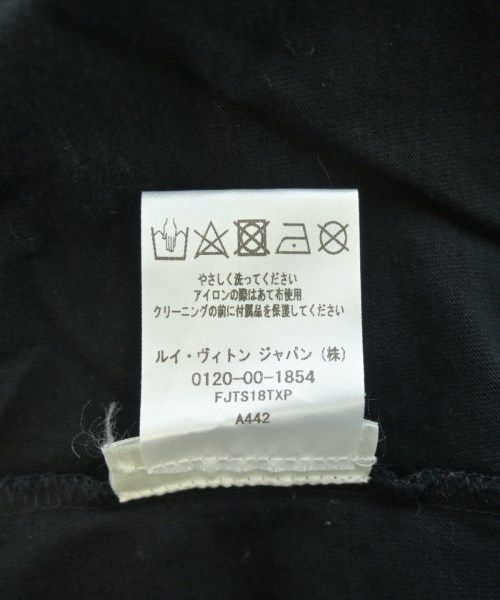 やさしく洗ってください
アイロンの際はあて布使用
クリーニングの前に付属品を保護してください
ルイ・ヴィトン ジャパン (株)
0120-00-1854
FJTS18TXP
A442